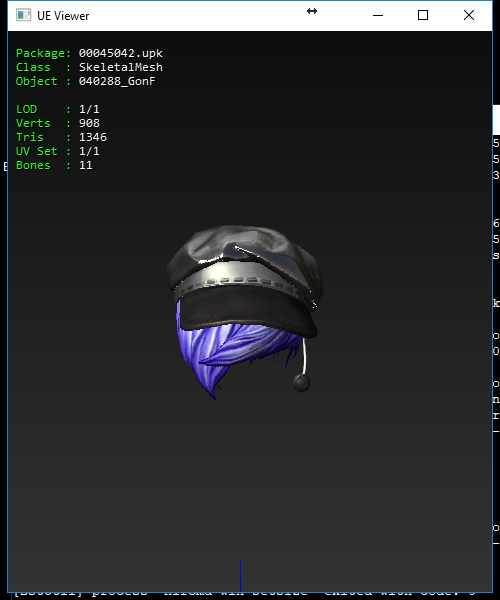 UE Viewer
Package: 00045042.upk
Class : SkeletalMesh
Object : 040288_GonF
LOD : 1/1
Verts : 908
Tris : 1346
UV Set : 1/1
Bones : 11